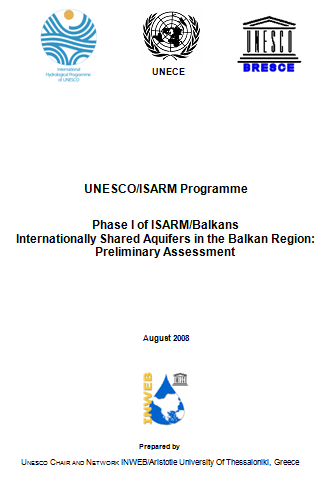 International
Hydrological Programme
of UNESCO
UNECE
UNESCO
BRESCE
UNESCO/ISARM Programme
Phase I of ISARM/Balkans
Internationally Shared Aquifers in the Balkan Region:
Preliminary Assessment
August 2008
INWEB
Prepared by
UNESCO CHAIR AND NETWORK INWEB/Aristotle University Of Thessaloniki, Greece